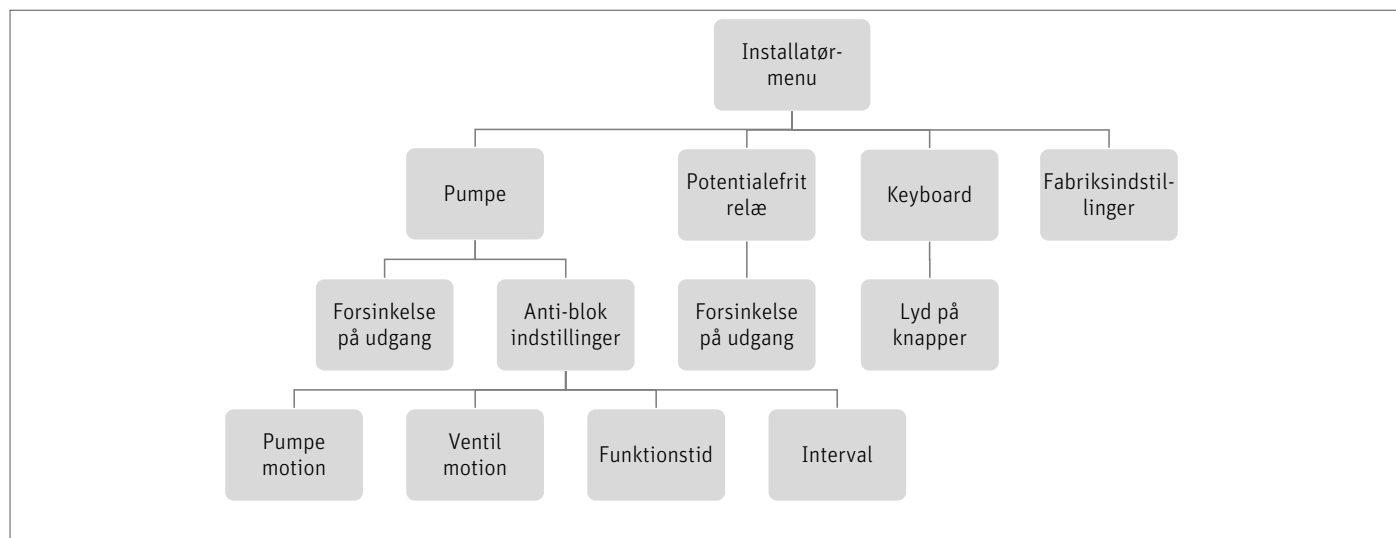 Installatør-
menu
Pumpe
Potentialefrit
relæ
Keyboard
Fabriksindstil-
linger
Forsinkelse
på udgang
Anti-blok
indstillinger
Forsinkelse
på udgang
Lyd på
knapper
Pumpe
motion
Ventil
motion
Funktionstid
Interval